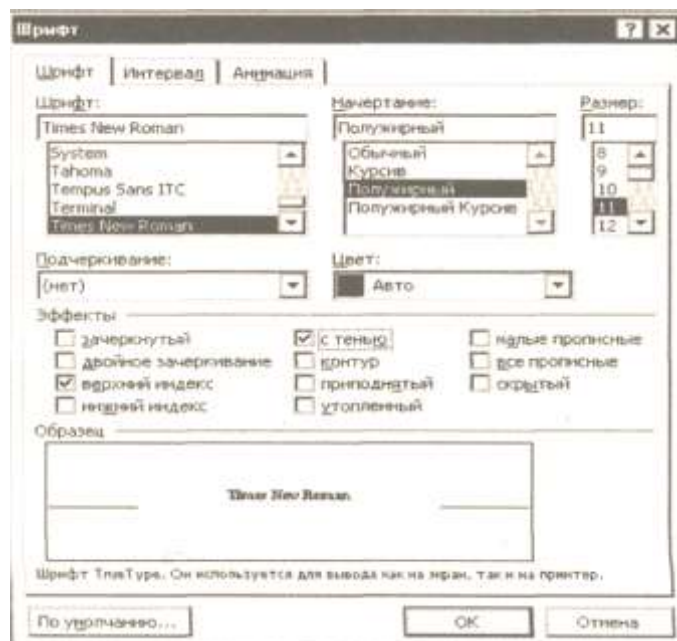 Шрифт
Шрифт Интервал Анимация
Шрифт: Начертание: Размер:
Times New Roman Полужирный 11
System Обычный 8
Tahoma Курсив 9
Tempus Sans ITC Полужирный 10
Terminal Полужирный Курсив 11
Times New Roman 12
Подчеркивание: Цвет:
(нет) Авто
Эффекты
зачеркнутый с тенью малые прописные
двойное зачеркивание контур все прописные
верхний индекс приподнятый скрытый
нижний индекс утопленный
Образец
Times New Roman
Шрифт TrueType. Он используется для вывода как на экран, так и на принтер.
По умолчанию... ОК Отмена